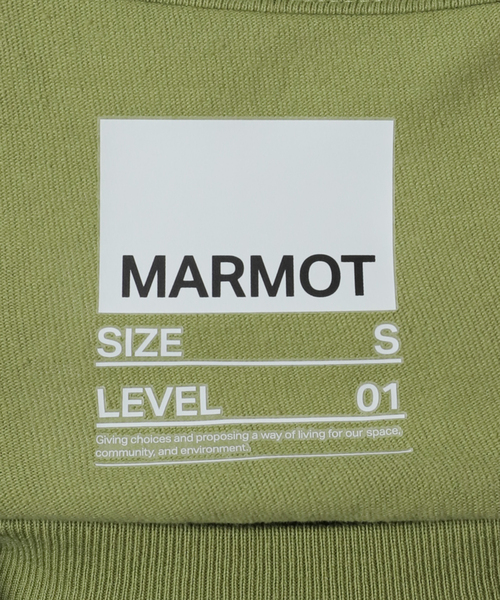 MARMOT
SIZE S
LEVEL 01
Giving choices and proposing a way of living for our space,
community, and environment.